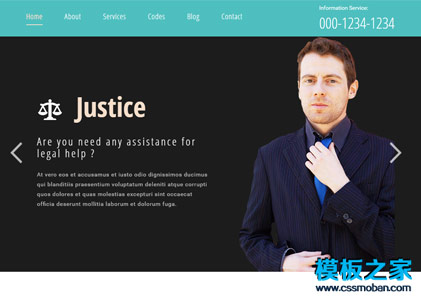 Home About Services Codes Blog Contact
Information Service:
000-1234-1234
Justice
Are you need any assistance for
legal help ?
At vero eos et accusamus et iusto odio dignissimos ducimus
qui blanditiis praesentium voluptatum deleniti atque corrupti
quos dolores et quas molestias excepturi sint occaecat
officia deserunt mollitia laborum et dolorum fuga.
模板之家
www.cssmoban.com